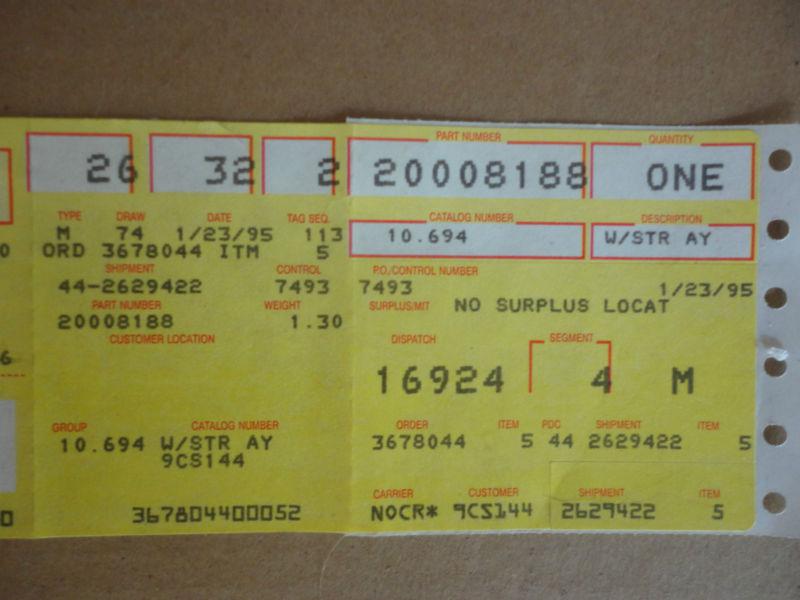 26 32 2
TYPE DRAW DATE TAG SEQ.
M 74 1/23/95 113
ORD 3678044 ITM 5
SHIPMENT CONTROL
44-2629422 7493
PART NUMBER WEIGHT
20008188 1.30
CUSTOMER LOCATION
GROUP CATALOG NUMBER
10.694 W/STR AY
9CS144
367804400052
PART NUMBER QUANTITY
20008188 ONE
CATALOG NUMBER DESCRIPTION
10.694 W/STR AY
P.O./CONTROL NUMBER
7493 1/23/95
SURPLUS/MIT NO SURPLUS LOCAT
DISPATCH SEGMENT
16924 4 M
ORDER ITEM PDC SHIPMENT ITEM
3678044 5 44 2629422 5
CARRIER CUSTOMER SHIPMENT ITEM
NOCR* 9CS144 2629422 5
0
6
0